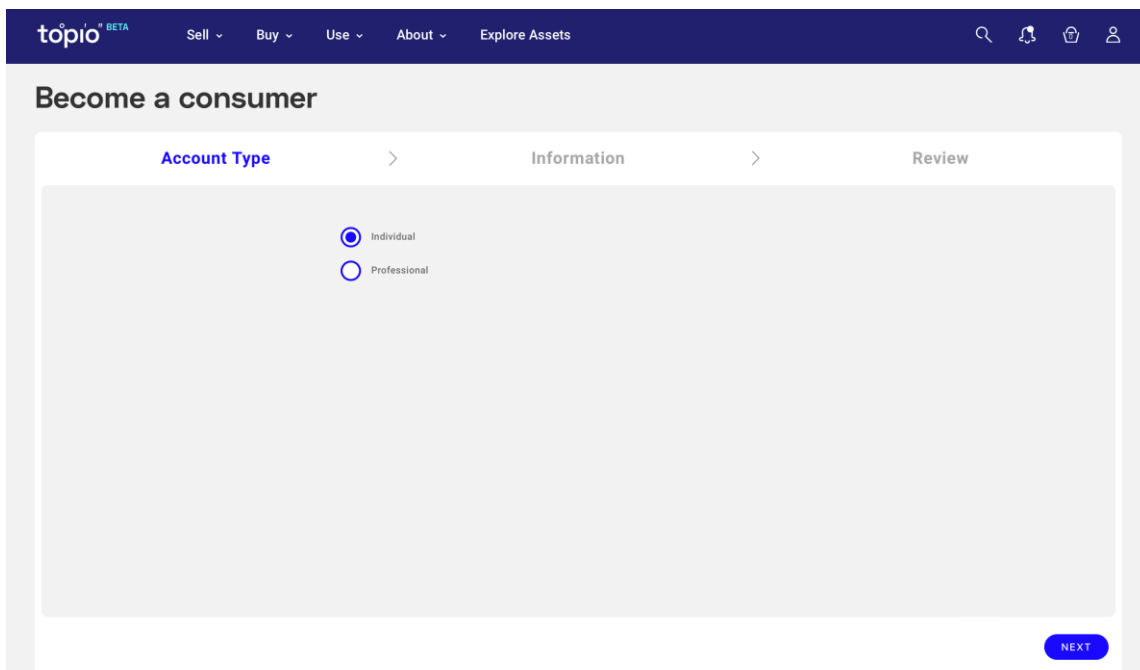 topio" BETA Sell Buy Use About Explore Assets
Become a consumer
Account Type Information Review
Individual
Professional
NEXT